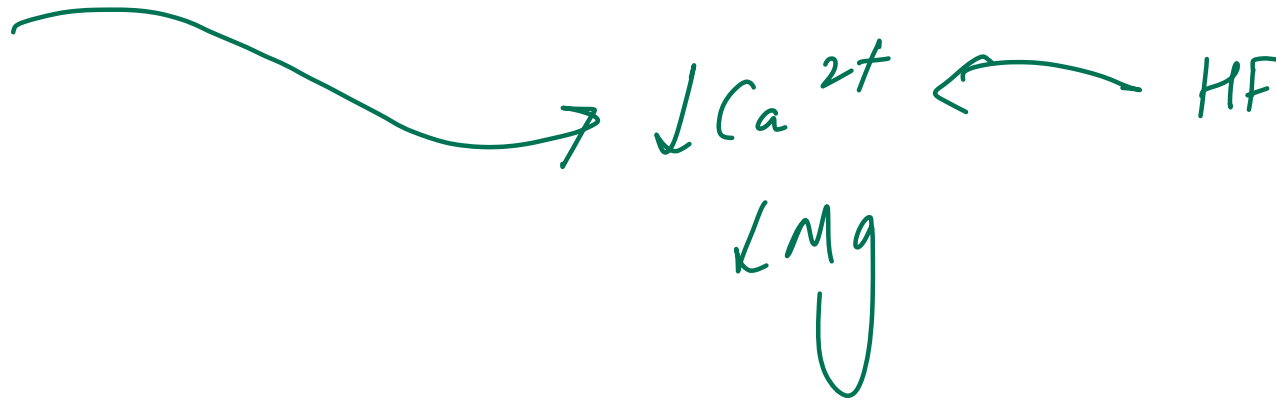 ↓ Ca²⁺ ← HF
↓ Mg